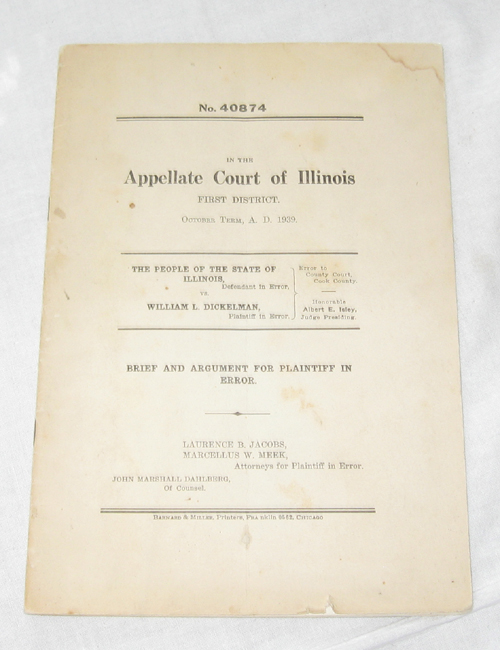 No. 40874
IN THE
Appellate Court of Illinois
FIRST DISTRICT.
OCTOBER TERM, A. D. 1939.
THE PEOPLE OF THE STATE OF
ILLINOIS,
Defendant in Error,
vs.
WILLIAM L. DICKELMAN,
Plaintiff in Error.
Error to
County Court,
Cook County.
Honorable
Albert E. Isley,
Judge Presiding.
BRIEF AND ARGUMENT FOR PLAINTIFF IN
ERROR.
LAURENCE B. JACOBS,
MARCELLUS W. MEEK,
Attorneys for Plaintiff in Error.
JOHN MARSHALL DAHLBERG,
Of Counsel.
BARNARD & MILLER, Printers, Franklin, CHICAGO